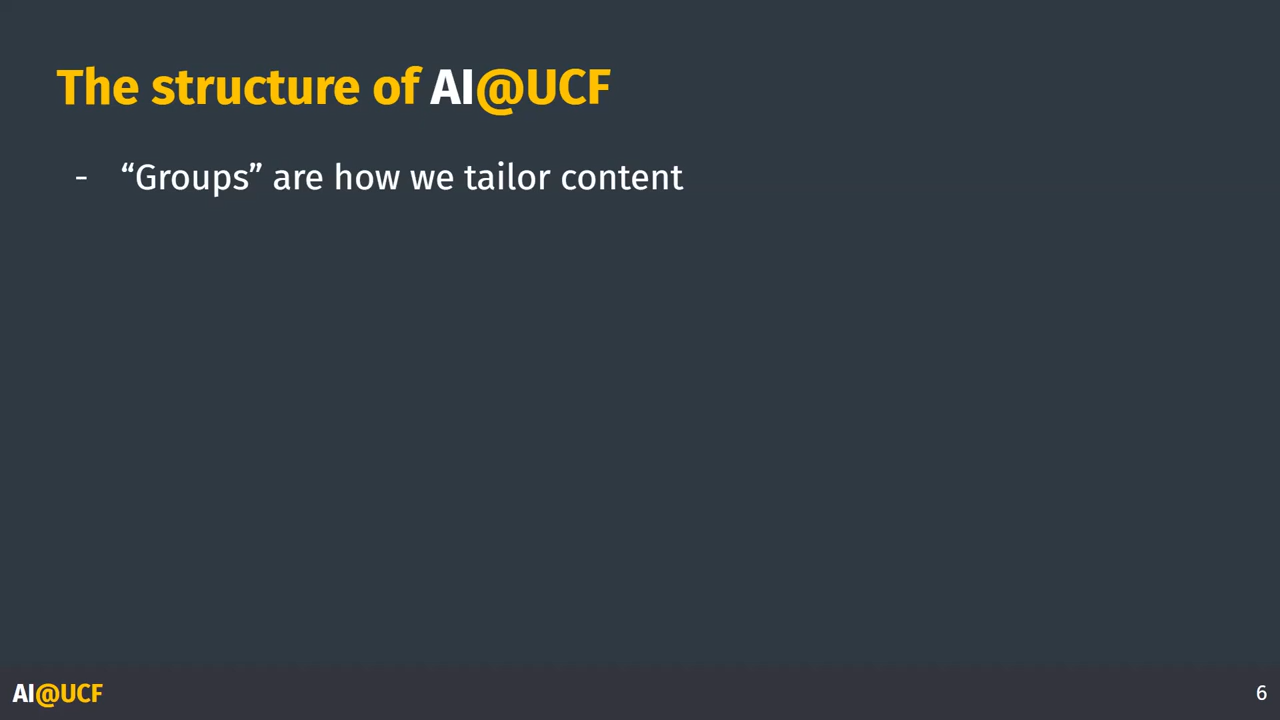 The structure of AI@UCF
- “Groups” are how we tailor content
AI@UCF
6